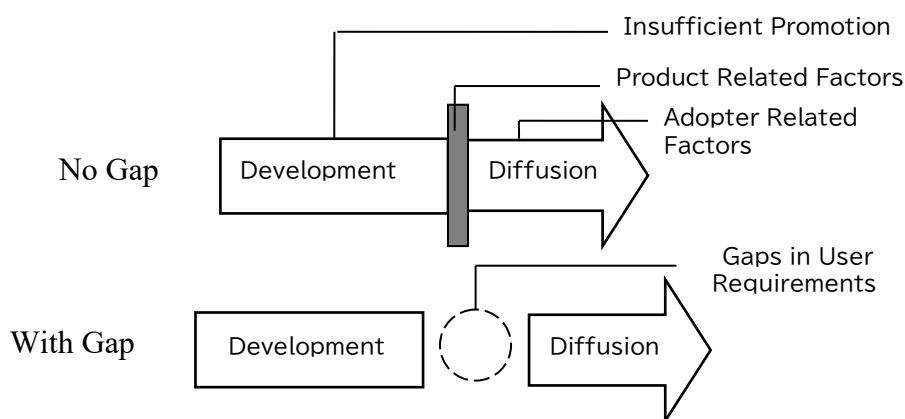 Insufficient Promotion
Product Related Factors
Adopter Related
Factors
No Gap
Development
Diffusion
Gaps in User
Requirements
With Gap
Development
Diffusion